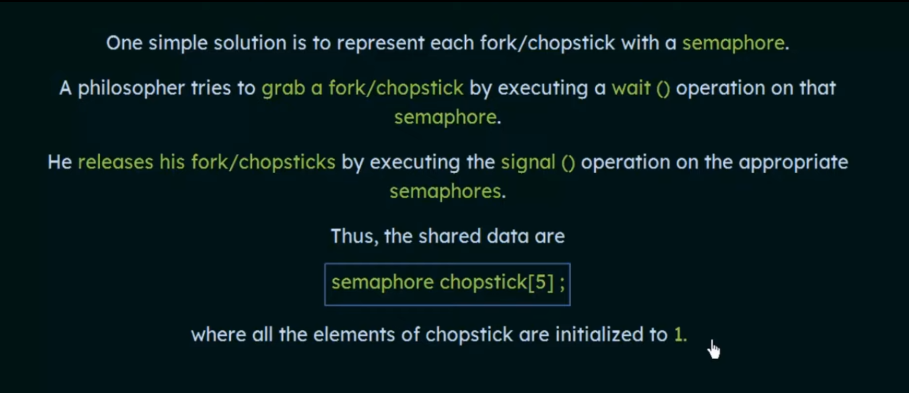 One simple solution is to represent each fork/chopstick with a semaphore.
A philosopher tries to grab a fork/chopstick by executing a wait () operation on that
semaphore.
He releases his fork/chopsticks by executing the signal () operation on the appropriate
semaphores.
Thus, the shared data are
semaphore chopstick[5] ;
where all the elements of chopstick are initialized to 1.